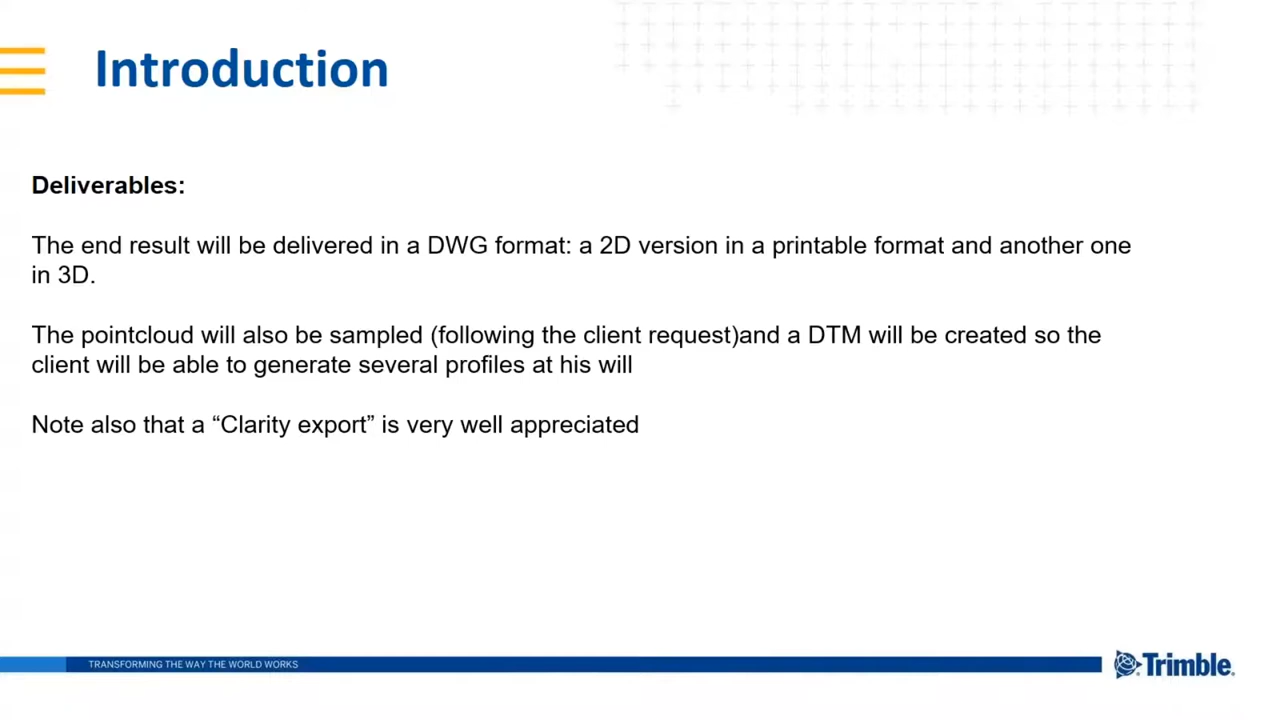 Introduction
Deliverables:
The end result will be delivered in a DWG format: a 2D version in a printable format and another one
in 3D.
The pointcloud will also be sampled (following the client request)and a DTM will be created so the
client will be able to generate several profiles at his will
Note also that a “Clarity export” is very well appreciated
TRANSFORMING THE WAY THE WORLD WORKS
Trimble.